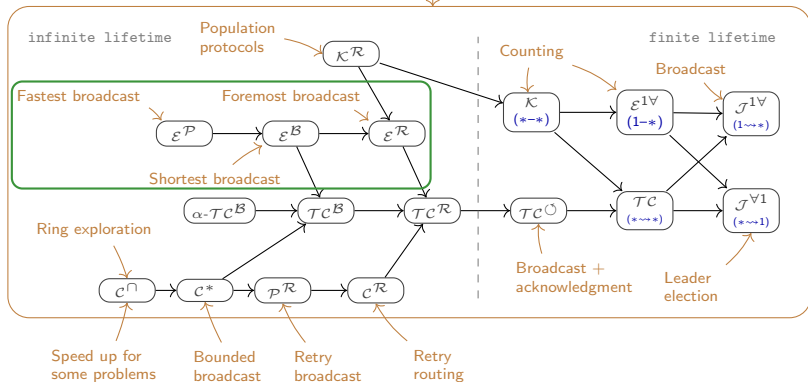 infinite lifetime
Population
protocols
finite lifetime
𝒦^ℛ
Counting
Broadcast
Fastest broadcast
Foremost broadcast
𝒦
(∗–∗)
ℰ^1∀
(1–∗)
𝒥^1∀
(1⇝∗)
ℰ^𝒫
ℰ^ℬ
ℰ^ℛ
Shortest broadcast
α-𝒯𝒞^ℬ
𝒯𝒞^ℬ
𝒯𝒞^ℛ
𝒯𝒞^↺
𝒯𝒞
(∗⇝∗)
𝒥^∀1
(∗⇝1)
Ring exploration
Broadcast +
acknowledgment
Leader
election
𝒞^∩
𝒞^∗
𝒫^ℛ
𝒞^ℛ
Speed up for
some problems
Bounded
broadcast
Retry
broadcast
Retry
routing